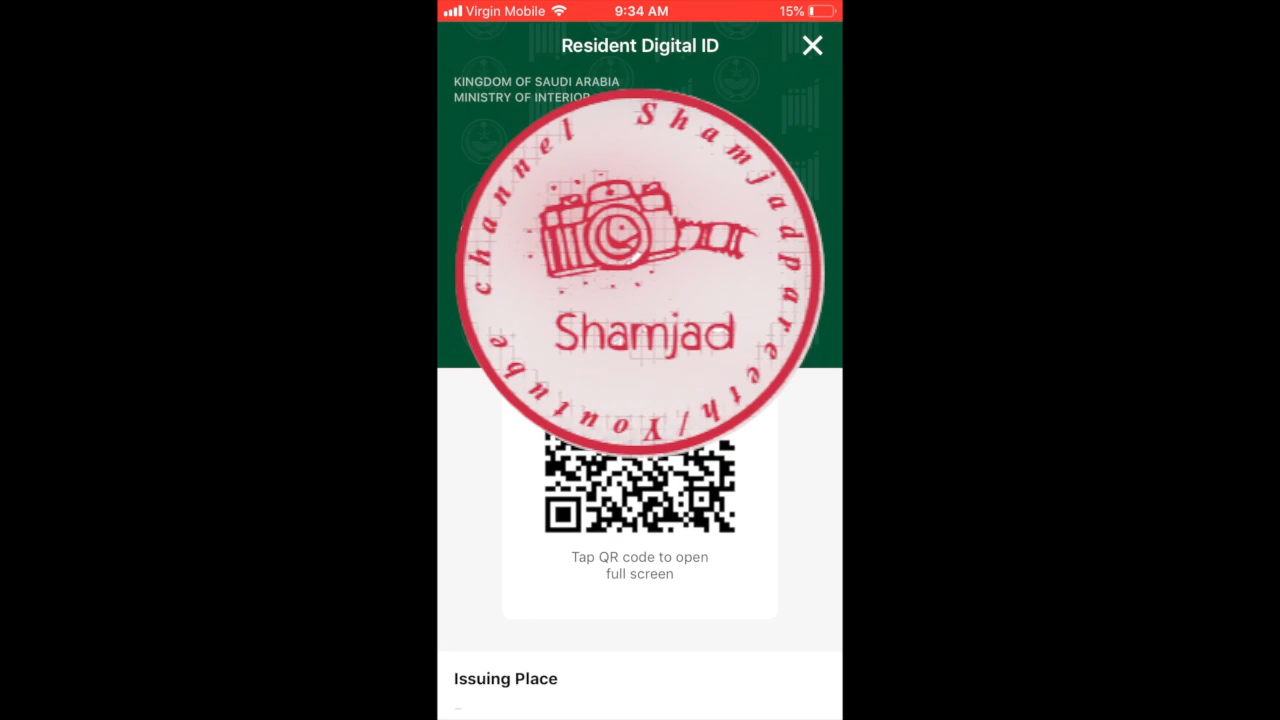 Virgin Mobile 9:34 AM 15%
Resident Digital ID
KINGDOM OF SAUDI ARABIA
MINISTRY OF INTERIOR
Shamjadpareeth/Youtube channel
Shamjad
Tap QR code to open
full screen
Issuing Place